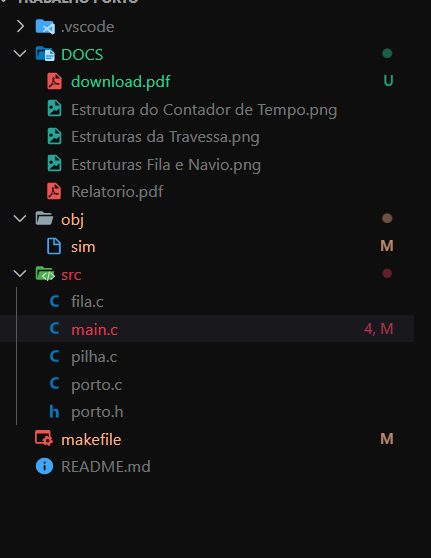 TRABALHO PORTO
.vscode
DOCS
download.pdf U
Estrutura do Contador de Tempo.png
Estruturas da Travessa.png
Estruturas Fila e Navio.png
Relatorio.pdf
obj
sim M
src
C fila.c
C main.c 4, M
C pilha.c
C porto.c
h porto.h
makefile M
README.md